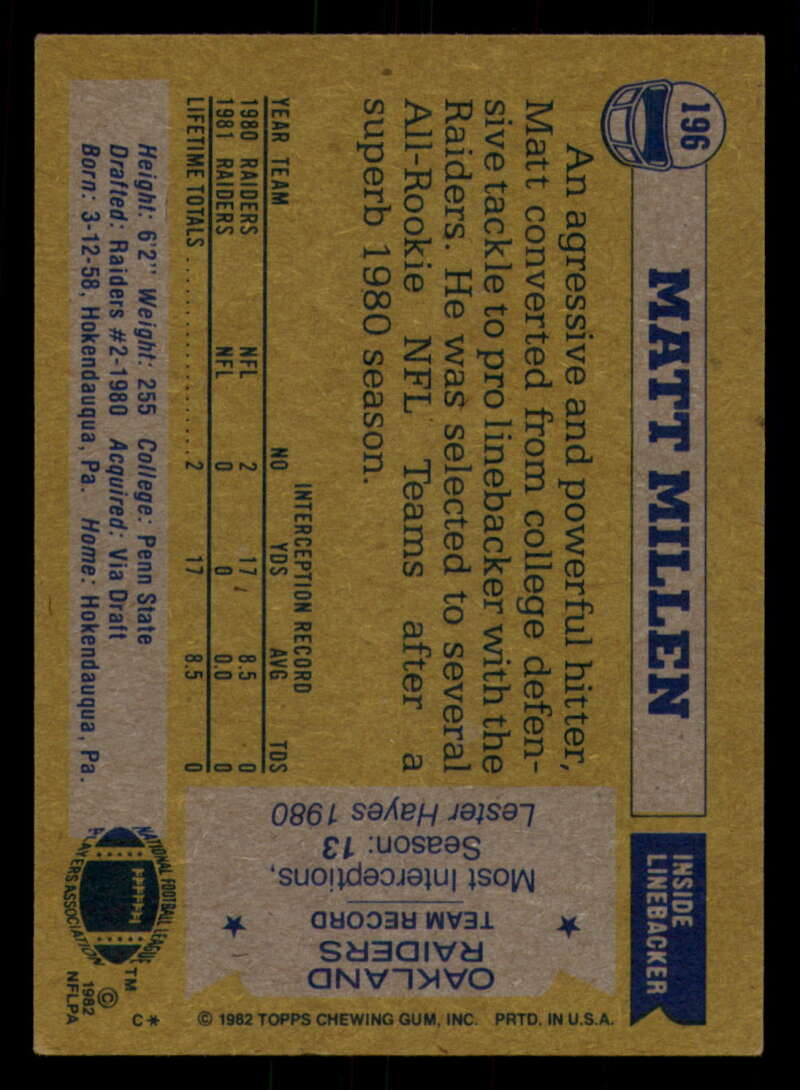 196
MATT MILLEN
INSIDE
LINEBACKER
An agressive and powerful hitter,
Matt converted from college defen-
sive tackle to pro linebacker with the
Raiders. He was selected to several
All-Rookie NFL Teams after a
superb 1980 season.
INTERCEPTION RECORD
YEAR TEAM NO YDS AVG TDS
1980 RAIDERS NFL 2 17 8.5 0
1981 RAIDERS NFL 0 0 0.0 0
LIFETIME TOTALS ........................ 2 17 8.5 0
Height: 6'2" Weight: 255 College: Penn State
Drafted: Raiders #2-1980 Acquired: Via Draft
Born: 3-12-58, Hokendauqua, Pa. Home: Hokendauqua, Pa.
OAKLAND
RAIDERS
TEAM RECORD
★ ★
Most Interceptions,
Season: 13
Lester Hayes 1980
NATIONAL FOOTBALL LEAGUE
PLAYERS ASSOCIATION
TM
© 1982
NFLPA
C*
© 1982 TOPPS CHEWING GUM, INC. PRTD. IN U.S.A.